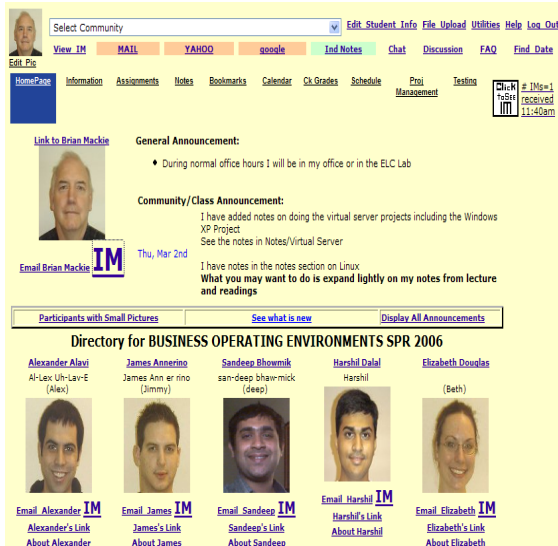 Select Community
Edit Student Info File Upload Utilities Help Log Out
View IM MAIL YAHOO google Ind Notes Chat Discussion FAQ Find Date
Edit Pic
HomePage Information Assignments Notes Bookmarks Calendar Ck Grades Schedule Proj Management Testing
Click ToSee IM
# IMs=1
received
11:40am
Link to Brian Mackie
Email Brian Mackie IM
General Announcement:
During normal office hours I will be in my office or in the ELC Lab
Community/Class Announcement:
Thu, Mar 2nd
I have added notes on doing the virtual server projects including the Windows
XP Project
See the notes in Notes/Virtual Server
I have notes in the notes section on Linux
What you may want to do is expand lightly on my notes from lecture
and readings
Participants with Small Pictures See what is new Display All Announcements
Directory for BUSINESS OPERATING ENVIRONMENTS SPR 2006
Alexander Alavi James Annerino Sandeep Bhowmik Harshil Dalal Elizabeth Douglas
Al-Lex Uh-Lav-E James Ann er rino san-deep bhaw-mick Harshil
(Alex) (Jimmy) (deep) (Beth)
Email Alexander IM Email James IM Email Sandeep IM Email Harshil IM Email Elizabeth IM
Alexander's Link James's Link Sandeep's Link Harshil's Link Elizabeth's Link
About Alexander About James About Sandeep About Harshil About Elizabeth